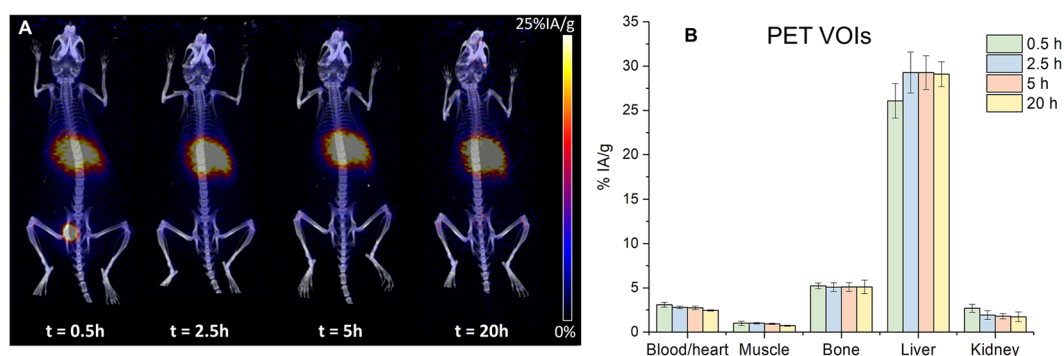 A
25%IA/g
0%
t = 0.5h
t = 2.5h
t = 5h
t = 20h
B
PET VOIs
0.5 h
2.5 h
5 h
20 h
% IA/g
35
30
25
20
15
10
5
0
Blood/heart
Muscle
Bone
Liver
Kidney